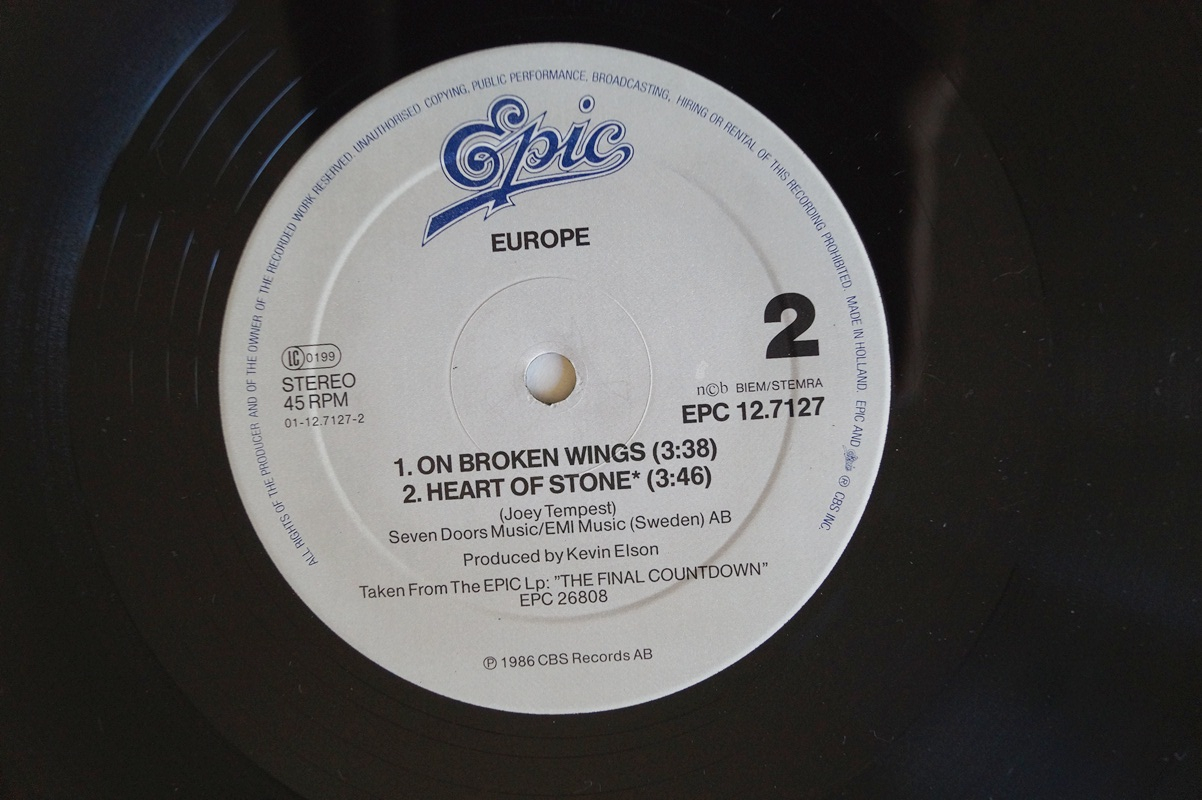 ALL RIGHTS OF THE PRODUCER AND OF THE OWNER OF THE RECORDED WORK RESERVED. UNAUTHORISED COPYING, PUBLIC PERFORMANCE, BROADCASTING, HIRING OR RENTAL OF THIS RECORDING PROHIBITED. MADE IN HOLLAND. EPIC AND Epic ® CBS INC.
Epic
EUROPE
2
LC 0199
STEREO
45 RPM
01-12.7127-2
n©b BIEM/STEMRA
EPC 12.7127
1. ON BROKEN WINGS (3:38)
2. HEART OF STONE* (3:46)
(Joey Tempest)
Seven Doors Music/EMI Music (Sweden) AB
Produced by Kevin Elson
Taken From The EPIC Lp: "THE FINAL COUNTDOWN"
EPC 26808
℗ 1986 CBS Records AB